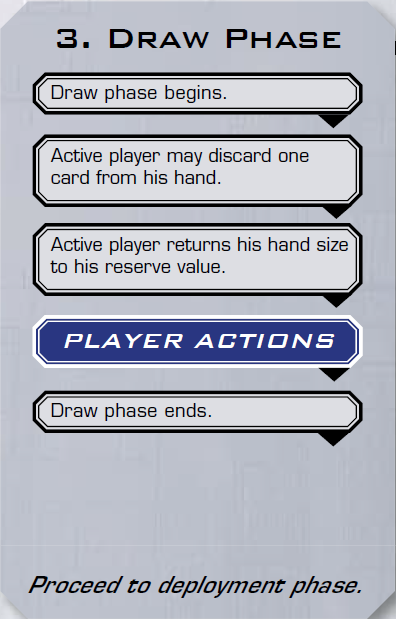 3. DRAW PHASE
Draw phase begins.
Active player may discard one
card from his hand.
Active player returns his hand size
to his reserve value.
PLAYER ACTIONS
Draw phase ends.
Proceed to deployment phase.